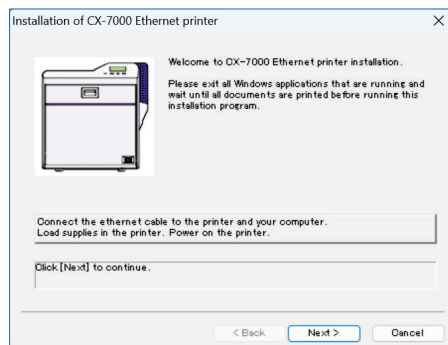 Installation of CX-7000 Ethernet printer
Welcome to CX-7000 Ethernet printer installation.
Please exit all Windows applications that are running and
wait until all documents are printed before running this
installation program.
Connect the ethernet cable to the printer and your computer.
Load supplies in the printer. Power on the printer.
Click [Next] to continue.
< Back
Next >
Cancel